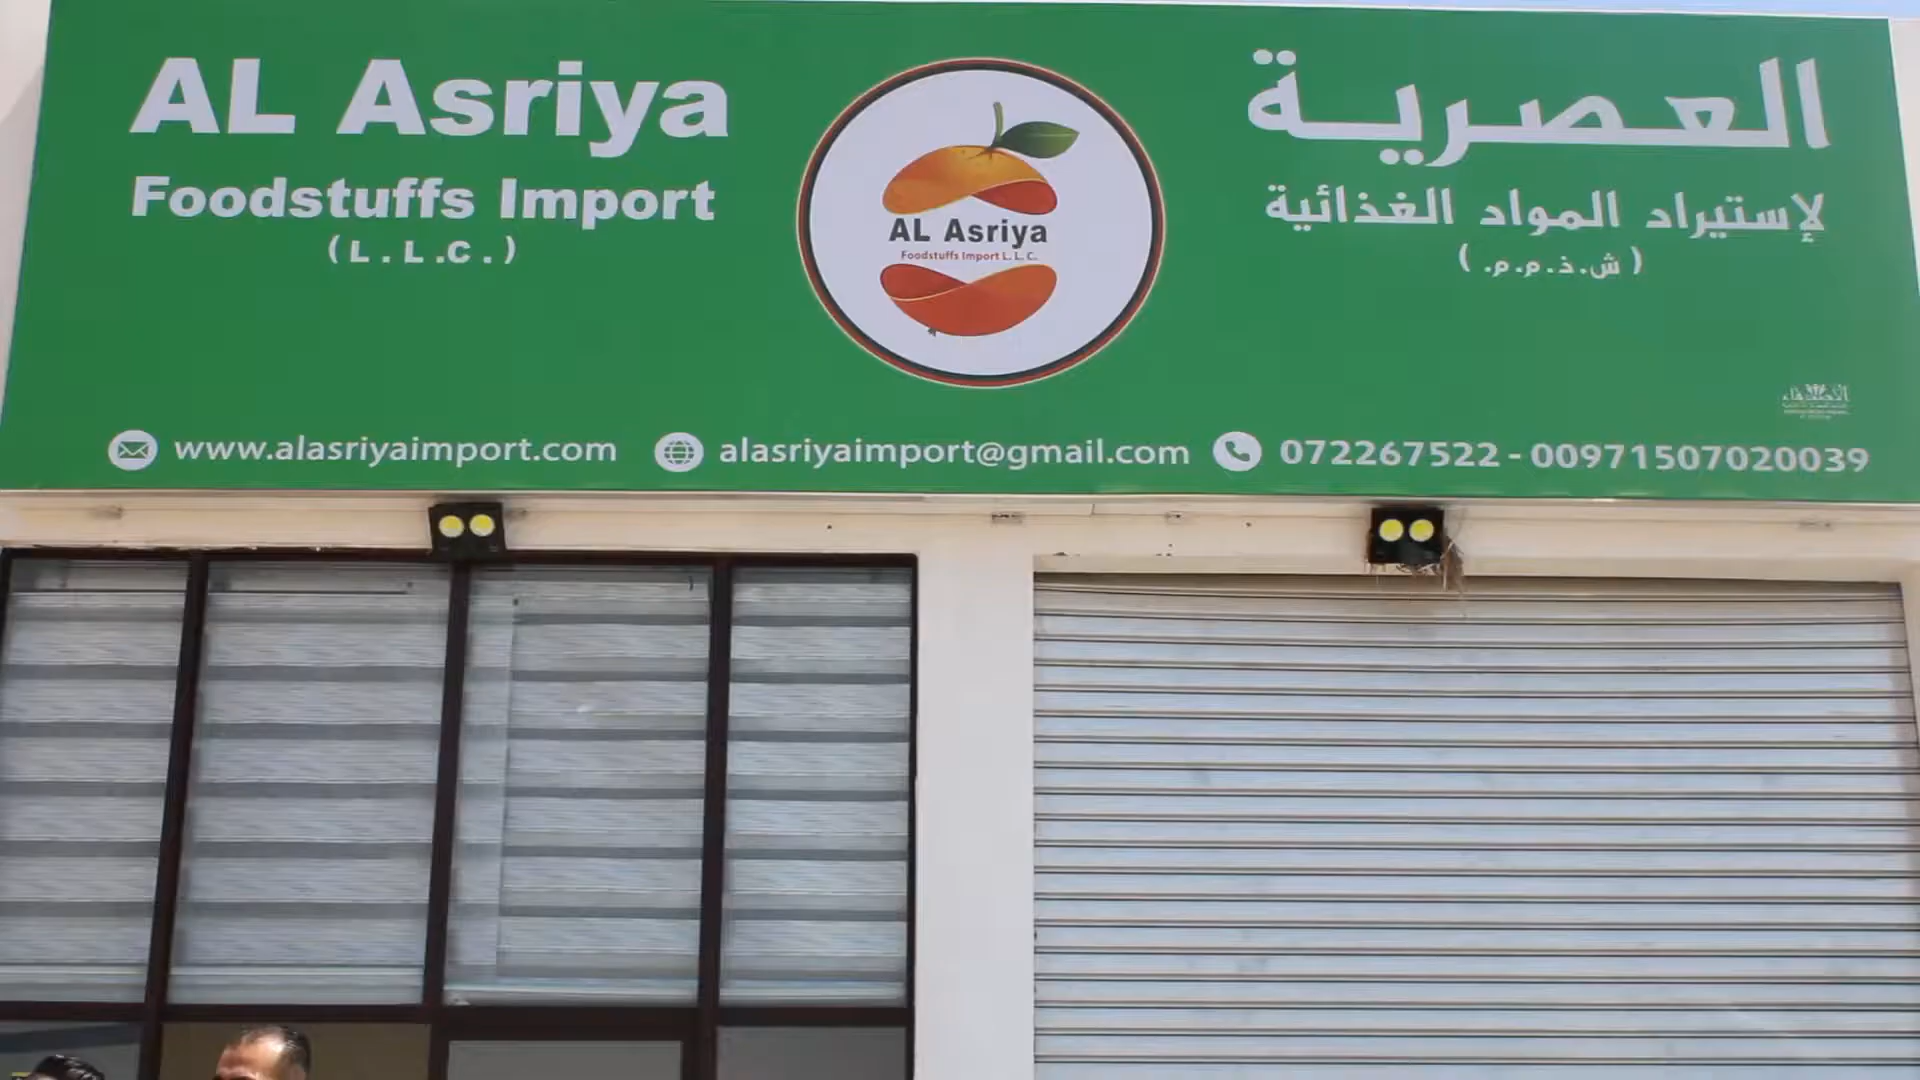 AL Asriya
Foodstuffs Import
(L.L.C.)
AL Asriya
Foodstuffs Import L.L.C.
العصرية
لإستيراد المواد الغذائية
(ش.ذ.م.م.)
www.alasriyaimport.com
alasriyaimport@gmail.com
072267522 - 00971507020039